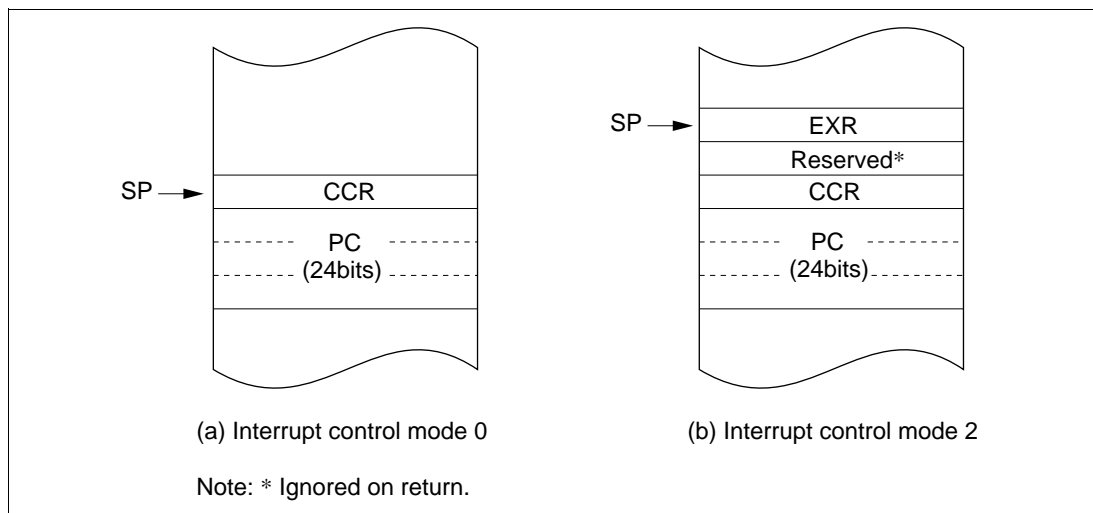 SP
CCR
PC
(24bits)
(a) Interrupt control mode 0
SP
EXR
Reserved*
CCR
PC
(24bits)
(b) Interrupt control mode 2
Note: * Ignored on return.